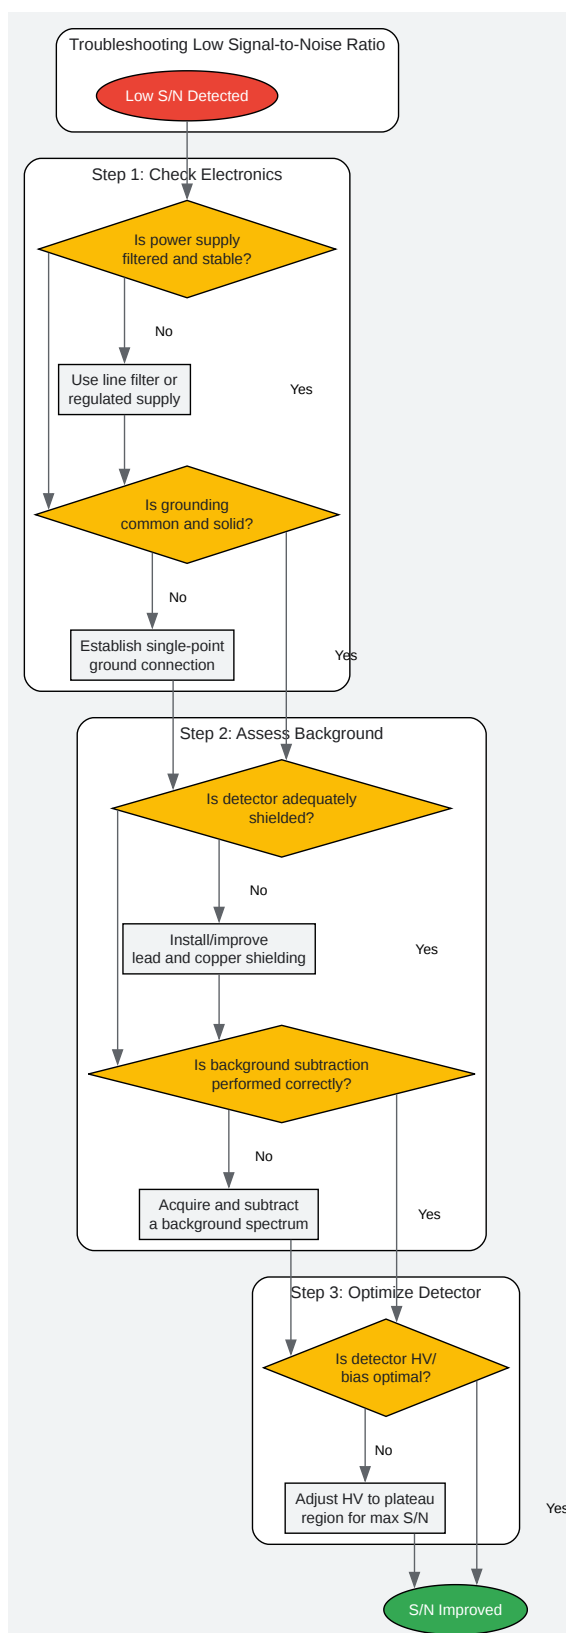 Troubleshooting Low Signal-to-Noise Ratio
Low S/N Detected
Step 1: Check Electronics
Is power supply
filtered and stable?
No
Use line filter or
regulated supply
Yes
Is grounding
common and solid?
No
Establish single-point
ground connection
Yes
Step 2: Assess Background
Is detector adequately
shielded?
No
Install/improve
lead and copper shielding
Yes
Is background subtraction
performed correctly?
No
Acquire and subtract
a background spectrum
Yes
Step 3: Optimize Detector
Is detector HV/
bias optimal?
No
Adjust HV to plateau
region for max S/N
Yes
S/N Improved